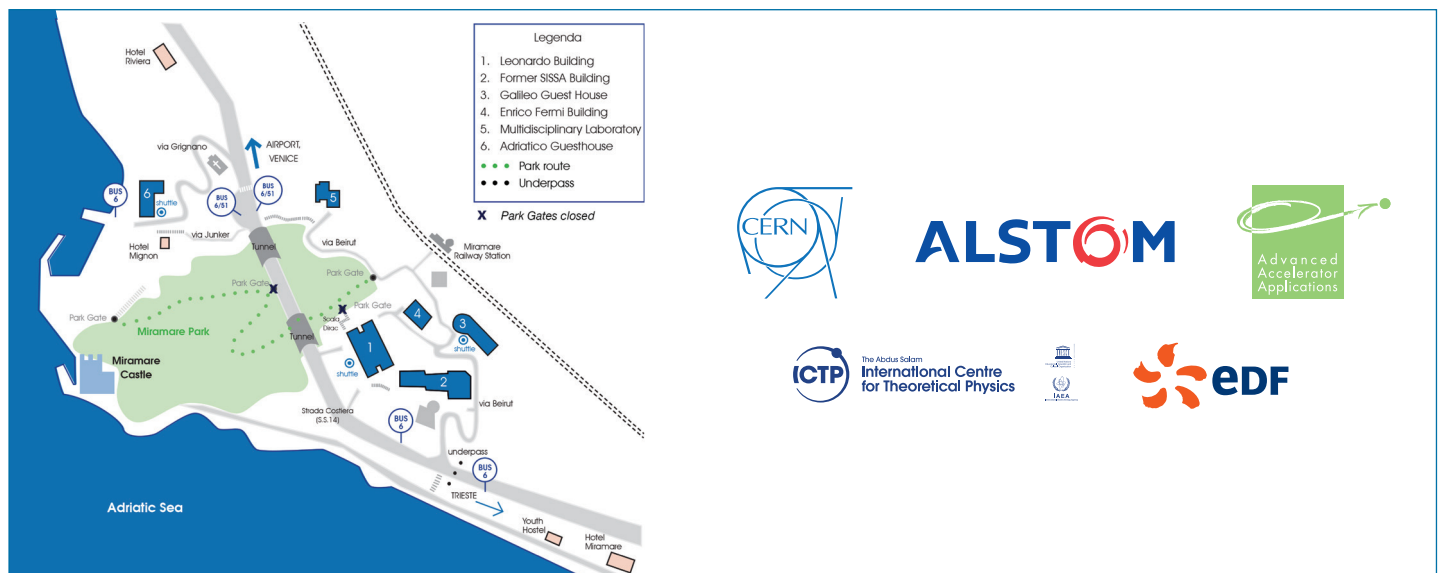 Legenda
1. Leonardo Building
2. Former SISSA Building
3. Galileo Guest House
4. Enrico Fermi Building
5. Multidisciplinary Laboratory
6. Adriatico Guesthouse
Park route
Underpass
X Park Gates closed
Hotel
Riviera
via Grignano
AIRPORT,
VENICE
BUS
6
6
shuttle
BUS
6/51
BUS
6/51
5
Hotel
Mignon
via Junker
Tunnel
via Beirut
Miramare
Railway Station
Park Gate
Park Gate
X
X
Park Gate
Park Gate
Miramare Park
Scala
Dirac
Tunnel
4
3
shuttle
1
shuttle
2
Miramare
Castle
Strada Costiera
(S.S.14)
via Beirut
BUS
6
underpass
BUS
6
TRIESTE
Adriatic Sea
Youth
Hostel
Hotel
Miramare
CERN
ALSTOM
Advanced
Accelerator
Applications
ICTP
The Abdus Salam
International Centre
for Theoretical Physics
IAEA
eDF